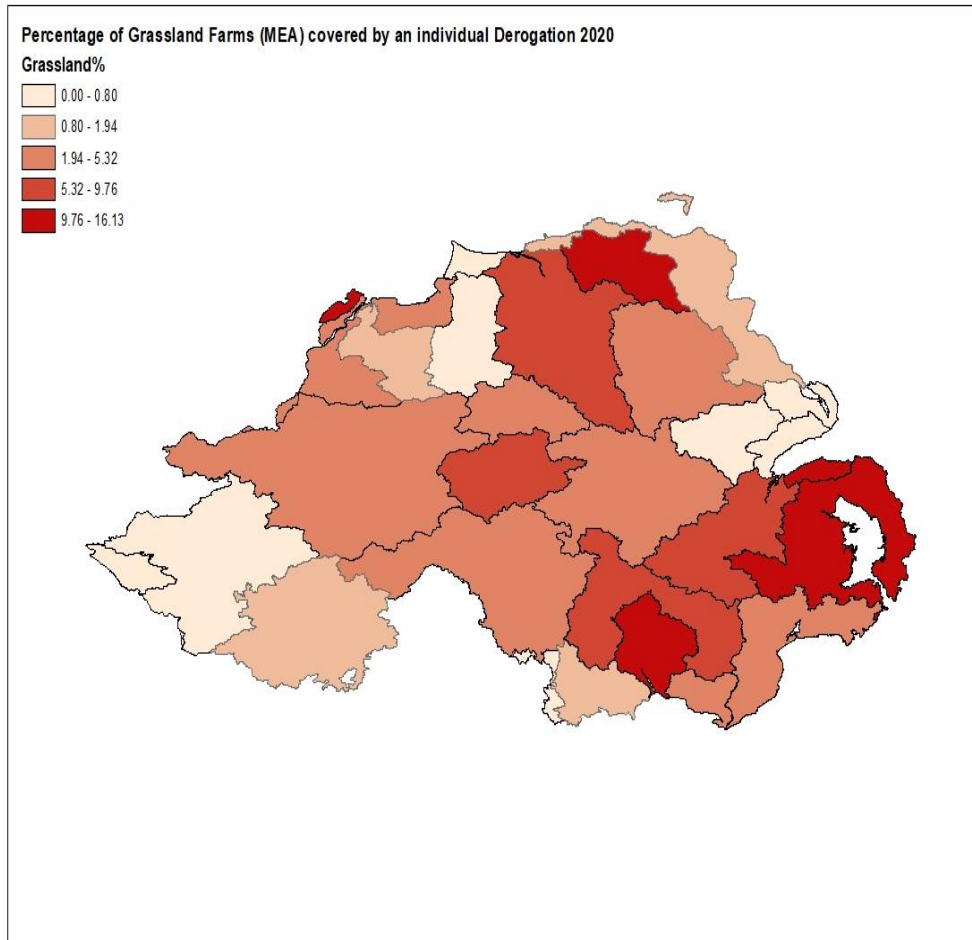 Percentage of Grassland Farms (MEA) covered by an individual Derogation 2020
Grassland%
0.00 - 0.80
0.80 - 1.94
1.94 - 5.32
5.32 - 9.76
9.76 - 16.13